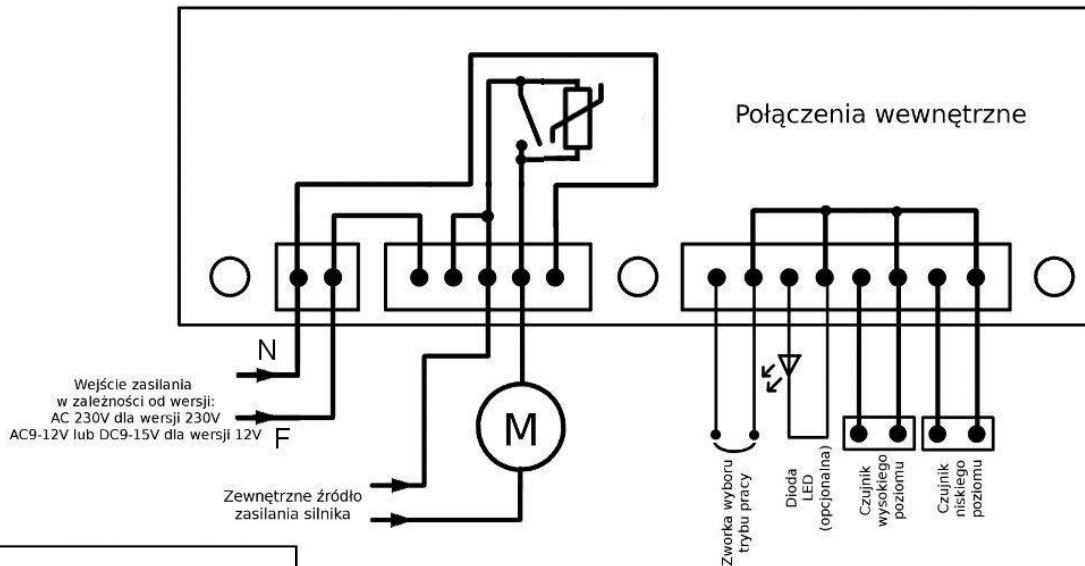 Połączenia wewnętrzne
N
Wejście zasilania
w zależności od wersji:
AC 230V dla wersji 230V
AC9-12V lub DC9-15V dla wersji 12V
F
M
Zewnętrzne źródło
zasilania silnika
Zworka wyboru
trybu pracy
Dioda
LED
(opcjonalna)
Czujnik
wysokiego
poziomu
Czujnik
niskiego
poziomu